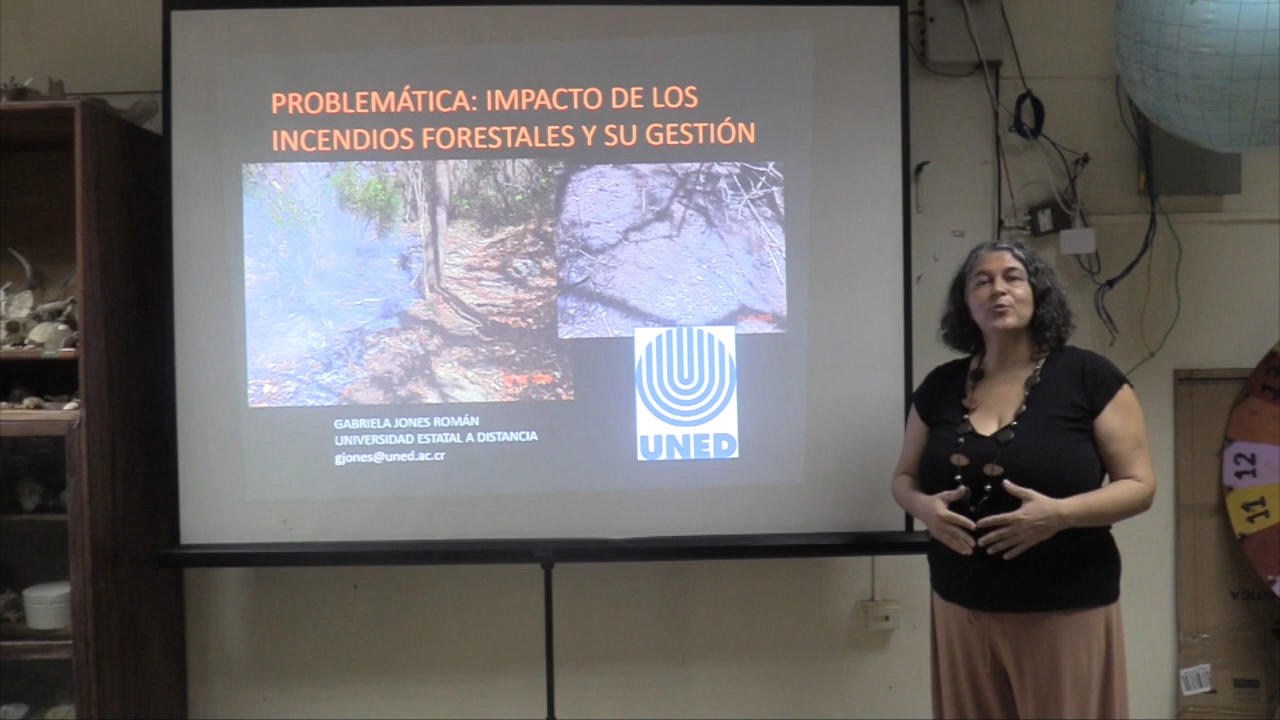 PROBLEMÁTICA: IMPACTO DE LOS
INCENDIOS FORESTALES Y SU GESTIÓN
GABRIELA JONES ROMÁN
UNIVERSIDAD ESTATAL A DISTANCIA
gjones@uned.ac.cr
UNED
12
11